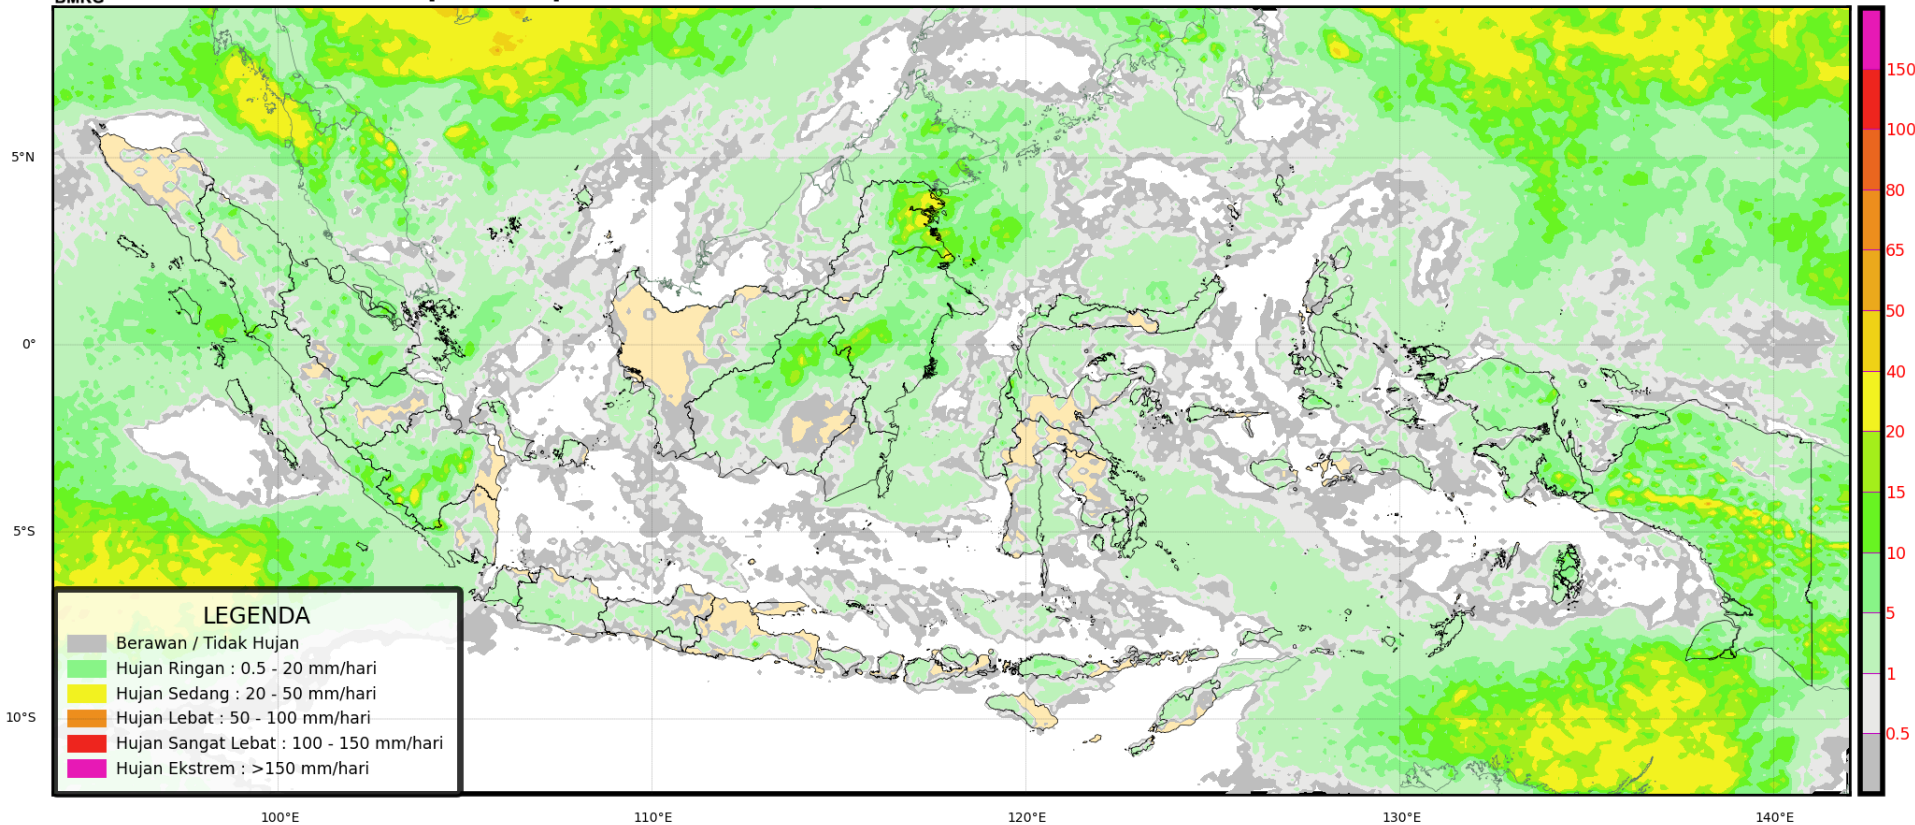 BMKG
150
100
80
65
50
40
20
15
10
5
1
0.5
5°N
0°
5°S
10°S
LEGENDA
Berawan / Tidak Hujan
Hujan Ringan : 0.5 - 20 mm/hari
Hujan Sedang : 20 - 50 mm/hari
Hujan Lebat : 50 - 100 mm/hari
Hujan Sangat Lebat : 100 - 150 mm/hari
Hujan Ekstrem : >150 mm/hari
100°E
110°E
120°E
130°E
140°E